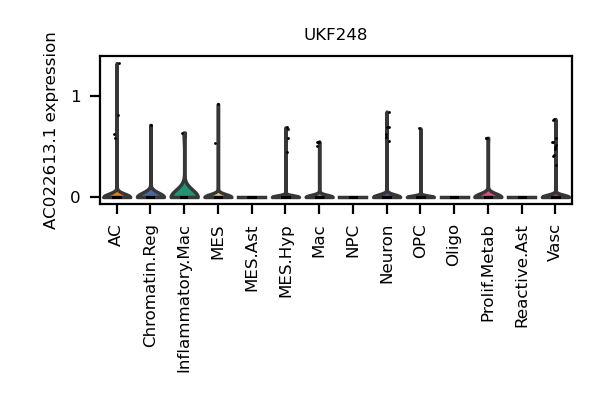 UKF248
AC022613.1 expression
1
0
AC
Chromatin.Reg
Inflammatory.Mac
MES
MES.Ast
MES.Hyp
Mac
NPC
Neuron
OPC
Oligo
Prolif.Metab
Reactive.Ast
Vasc